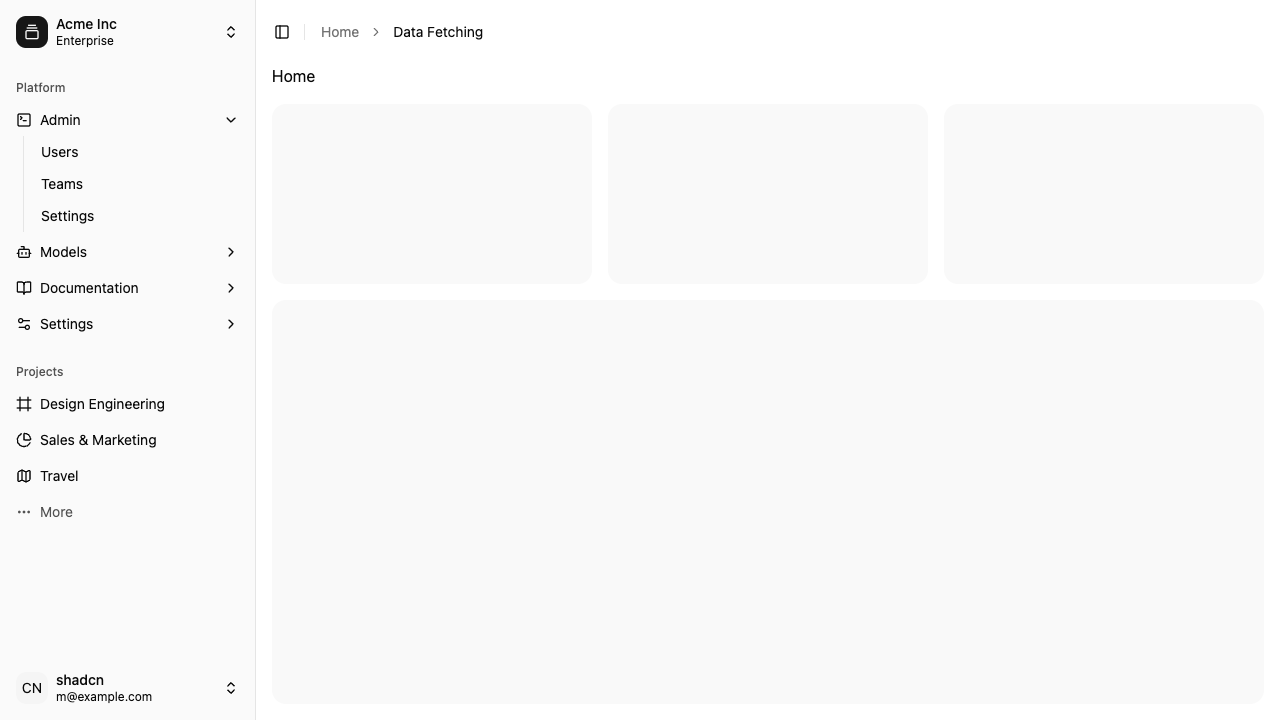 Acme Inc
Enterprise
Platform
Admin
Users
Teams
Settings
Models
Documentation
Settings
Projects
Design Engineering
Sales & Marketing
Travel
More
CN
shadcn
m@example.com
Home
Data Fetching
Home